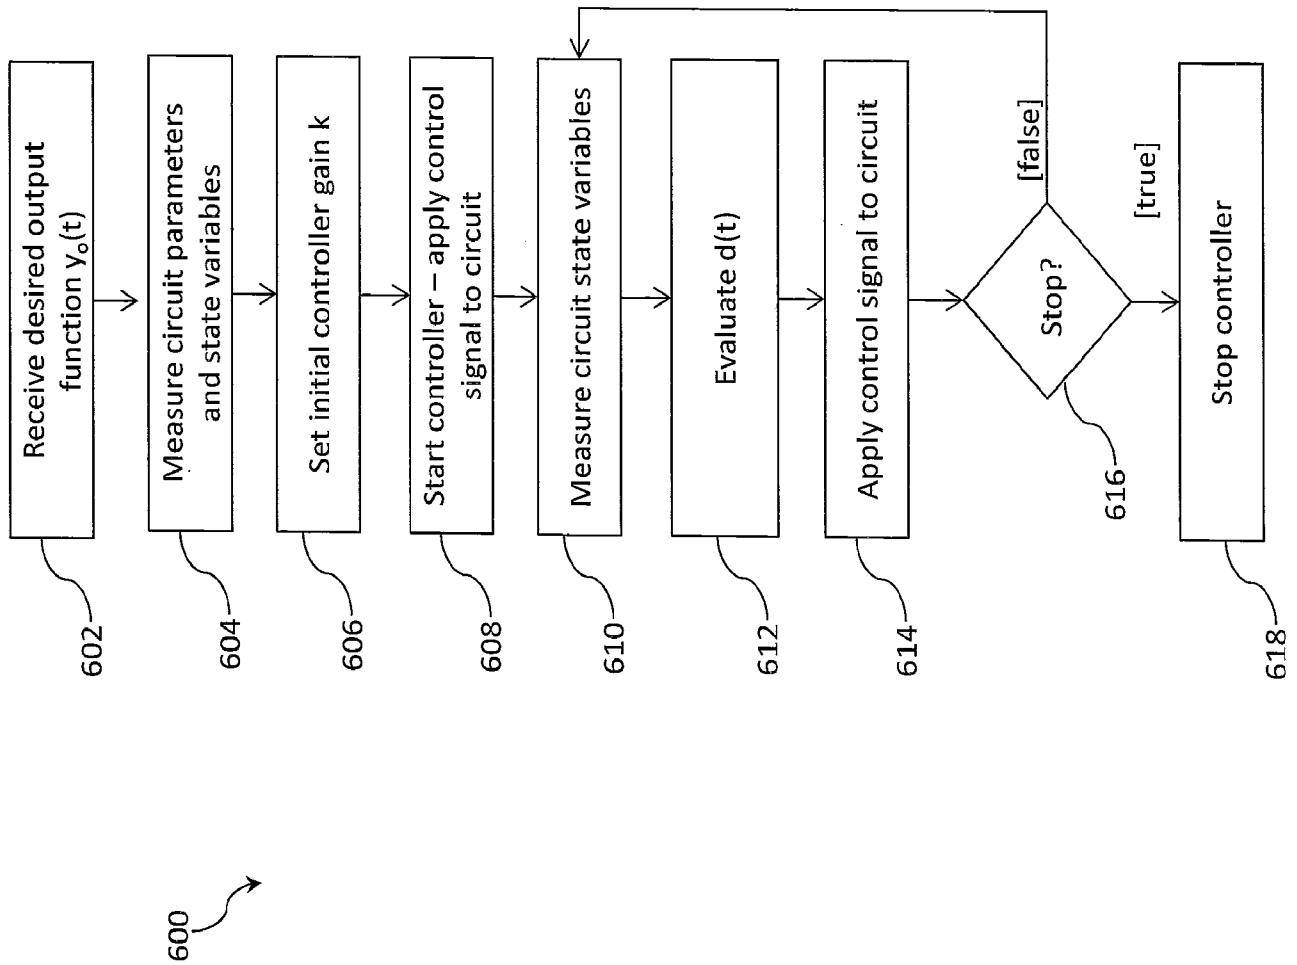 600
602
Receive desired output
function yₒ(t)
604
Measure circuit parameters
and state variables
606
Set initial controller gain k
608
Start controller – apply control
signal to circuit
610
Measure circuit state variables
612
Evaluate d(t)
614
Apply control signal to circuit
616
Stop?
[false]
[true]
618
Stop controller